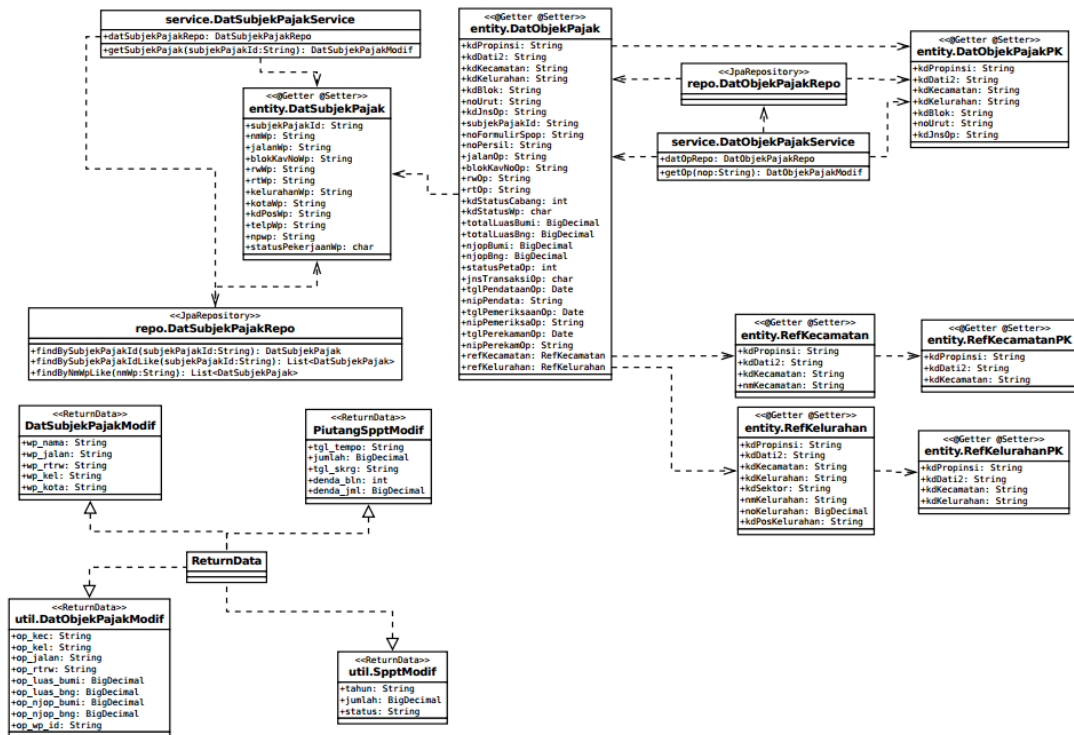 service.DatSubjekPajakService
+datSubjekPajakRepo: DatSubjekPajakRepo
+getSubjekPajak(subjekPajakId:String): DatSubjekPajakModif
<<@Getter @Setter>>
entity.DatSubjekPajak
+subjekPajakId: String
+nmWp: String
+jalanWp: String
+blokKavNoWp: String
+rwWp: String
+rtWp: String
+kelurahanWp: String
+kotaWp: String
+kdPosWp: String
+telpWp: String
+npwp: String
+statusPekerjaanWp: char
<<JpaRepository>>
repo.DatSubjekPajakRepo
+findBySubjekPajakId(subjekPajakId:String): DatSubjekPajak
+findBySubjekPajakIdLike(subjekPajakId:String): List<DatSubjekPajak>
+findByNmWpLike(nmWp:String): List<DatSubjekPajak>
<<@Getter @Setter>>
entity.DatObjekPajak
+kdPropinsi: String
+kdDati2: String
+kdKecamatan: String
+kdKelurahan: String
+kdBlok: String
+noUrut: String
+kdJnsOp: String
+subjekPajakId: String
+noFormulirSpop: String
+noPersil: String
+jalanOp: String
+blokKavNoOp: String
+rwOp: String
+rtOp: String
+kdStatusCabang: int
+kdStatusWp: char
+totalLuasBumi: BigDecimal
+totalLuasBng: BigDecimal
+njopBumi: BigDecimal
+njopBng: BigDecimal
+statusPetaOp: int
+jnsTransaksiOp: char
+tglPendataanOp: Date
+nipPendata: String
+tglPemeriksaanOp: Date
+nipPemeriksaOp: String
+tglPerekamanOp: Date
+nipPerekamOp: String
+refKecamatan: RefKecamatan
+refKelurahan: RefKelurahan
<<JpaRepository>>
repo.DatObjekPajakRepo
service.DatObjekPajakService
+datOpRepo: DatObjekPajakRepo
+getOp(nop:String): DatObjekPajakModif
<<@Getter @Setter>>
entity.DatObjekPajakPK
+kdPropinsi: String
+kdDati2: String
+kdKecamatan: String
+kdKelurahan: String
+kdBlok: String
+noUrut: String
+kdJnsOp: String
<<@Getter @Setter>>
entity.RefKecamatan
+kdPropinsi: String
+kdDati2: String
+kdKecamatan: String
+nmKecamatan: String
<<@Getter @Setter>>
entity.RefKecamatanPK
+kdPropinsi: String
+kdDati2: String
+kdKecamatan: String
<<@Getter @Setter>>
entity.RefKelurahan
+kdPropinsi: String
+kdDati2: String
+kdKecamatan: String
+kdKelurahan: String
+kdSektor: String
+nmKelurahan: String
+noKelurahan: BigDecimal
+kdPosKelurahan: String
<<@Getter @Setter>>
entity.RefKelurahanPK
+kdPropinsi: String
+kdDati2: String
+kdKecamatan: String
+kdKelurahan: String
<<ReturnData>>
DatSubjekPajakModif
+wp_nama: String
+wp_jalan: String
+wp_rtrw: String
+wp_kel: String
+wp_kota: String
<<ReturnData>>
PiutangSpptModif
+tgl_tempo: String
+jumlah: BigDecimal
+tgl_skrg: String
+denda_bln: int
+denda_jml: BigDecimal
ReturnData
<<ReturnData>>
util.DatObjekPajakModif
+op_kec: String
+op_kel: String
+op_jalan: String
+op_rtrw: String
+op_luas_bumi: BigDecimal
+op_luas_bng: BigDecimal
+op_njop_bumi: BigDecimal
+op_njop_bng: BigDecimal
+op_wp_id: String
<<ReturnData>>
util.SpptModif
+tahun: String
+jumlah: BigDecimal
+status: String